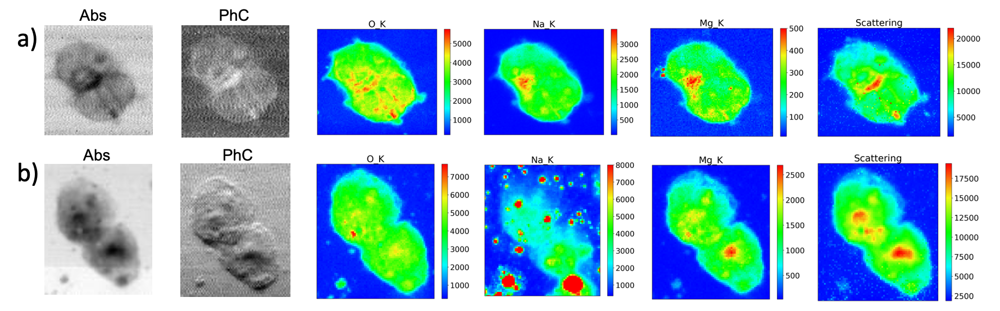 Abs PhC
a) O_K Na_K Mg_K Scattering
5000 4000 3000 2000 1000
3000 2500 2000 1500 1000 500
500 400 300 200 100
20000 15000 10000 5000
Abs PhC
b) O_K Na_K Mg_K Scattering
7000 6000 5000 4000 3000 2000 1000
8000 7000 6000 5000 4000 3000 2000 1000
2500 2000 1500 1000 500
17500 15000 12500 10000 7500 5000 2500